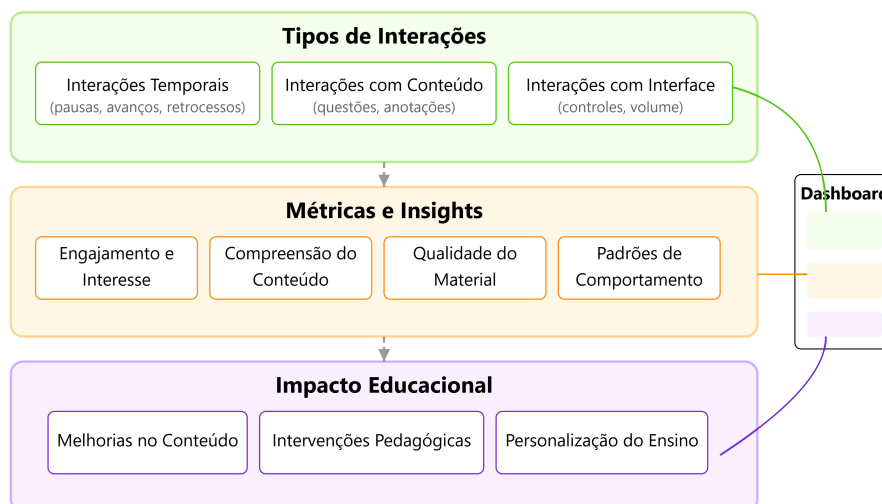 Tipos de Interações
Interações Temporais
(pausas, avanços, retrocessos)
Interações com Conteúdo
(questões, anotações)
Interações com Interface
(controles, volume)
Dashboard
Métricas e Insights
Engajamento e
Interesse
Compreensão do
Conteúdo
Qualidade do
Material
Padrões de
Comportamento
Impacto Educacional
Melhorias no Conteúdo
Intervenções Pedagógicas
Personalização do Ensino